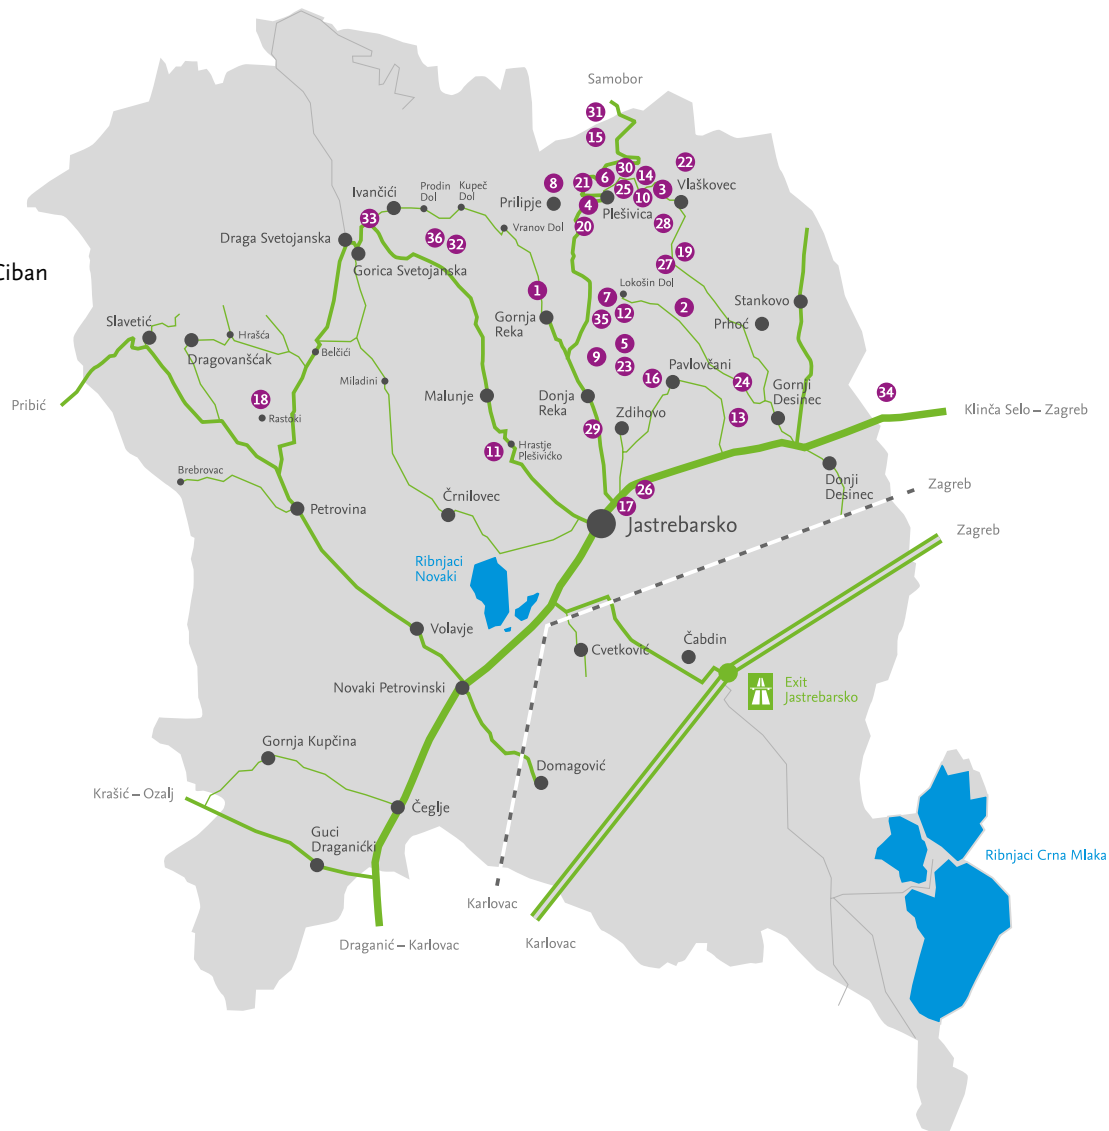 Samobor
31
15
22
30
14
6
21
8
25
3
10
Vlaškovec
Prodin
Dol
Kupeč
Dol
Ivančići
Prilipje
4
Plešivica
33
20
28
Vranov Dol
Draga Svetojanska
36
32
19
Gorica Svetojanska
27
Ciban
Lokošin Dol
1
7
2
Stankovo
12
35
Gornja
Reka
Prhoć
Slavetić
Hrašća
Dragovanšćak
Belčići
5
9
23
Pavlovčani
16
Miladini
24
Gornji
Desinec
34
Pribić
18
Rastoki
Malunje
Donja
Reka
Zdihovo
13
Klinča Selo – Zagreb
29
11
Hrastje
Plešivičko
Brebrovac
Donji
Desinec
Zagreb
26
17
Črnilovec
Petrovina
Jastrebarsko
Zagreb
Ribnjaci
Novaki
Volavje
Cvetković
Čabdin
Exit
Jastrebarsko
Novaki Petrovinski
Gornja Kupčina
Domagović
Krašić – Ozalj
Čeglje
Guci
Draganićki
Ribnjaci Crna Mlaka
Karlovac
Draganić – Karlovac
Karlovac